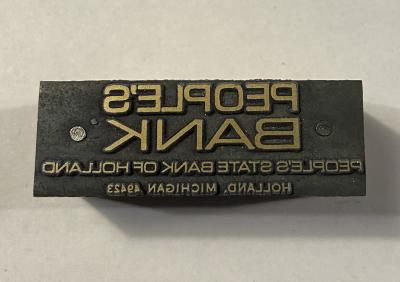 PEOPLE'S
BANK
PEOPLE'S STATE BANK OF HOLLAND
HOLLAND, MICHIGAN 49423